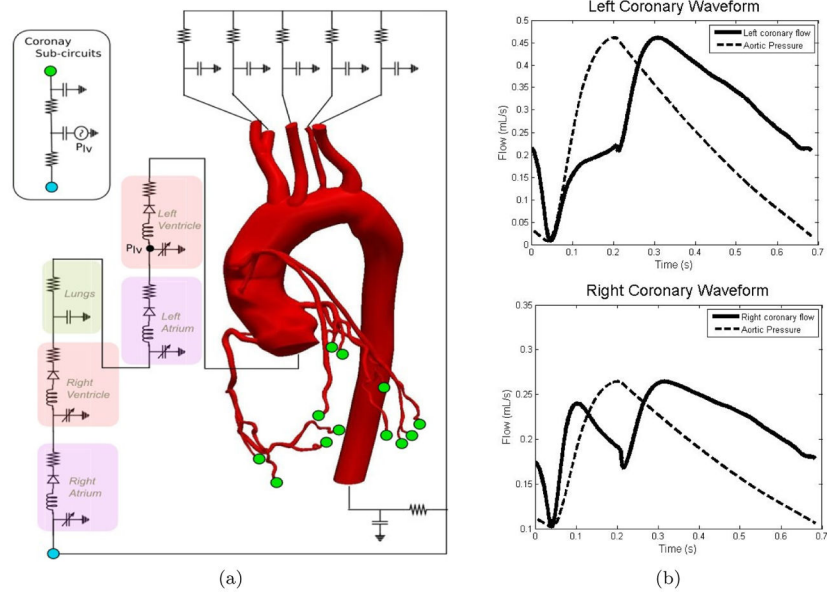 Coronay
Sub-circuits
Plv
Left
Ventricle
Plv
Lungs
Left
Atrium
Right
Ventricle
Right
Atrium
(a)
Left Coronary Waveform
Left coronary flow
Aortic Pressure
0.5
0.45
0.4
0.35
0.3
0.25
0.2
0.15
0.1
0.05
0
Flow (mL/s)
0 0.1 0.2 0.3 0.4 0.5 0.6 0.7
Time (s)
Right Coronary Waveform
Right coronary flow
Aortic Pressure
0.35
0.3
0.25
0.2
0.15
0.1
Flow (mL/s)
0 0.1 0.2 0.3 0.4 0.5 0.6 0.7
Time (s)
(b)